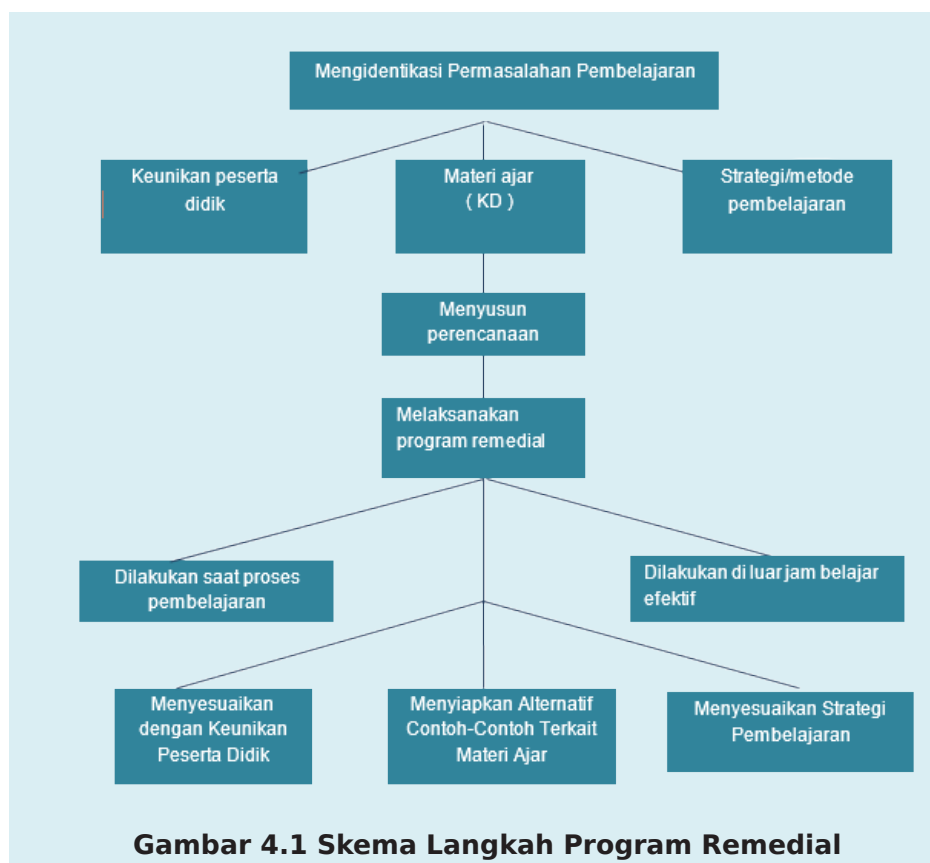 Mengidentikasi Permasalahan Pembelajaran
Keunikan peserta
didik
Materi ajar
( KD )
Strategi/metode
pembelajaran
Menyusun
perencanaan
Melaksanakan
program remedial
Dilakukan saat proses
pembelajaran
Dilakukan di luar jam belajar
efektif
Menyesuaikan
dengan Keunikan
Peserta Didik
Menyiapkan Alternatif
Contoh-Contoh Terkait
Materi Ajar
Menyesuaikan Strategi
Pembelajaran
Gambar 4.1 Skema Langkah Program Remedial